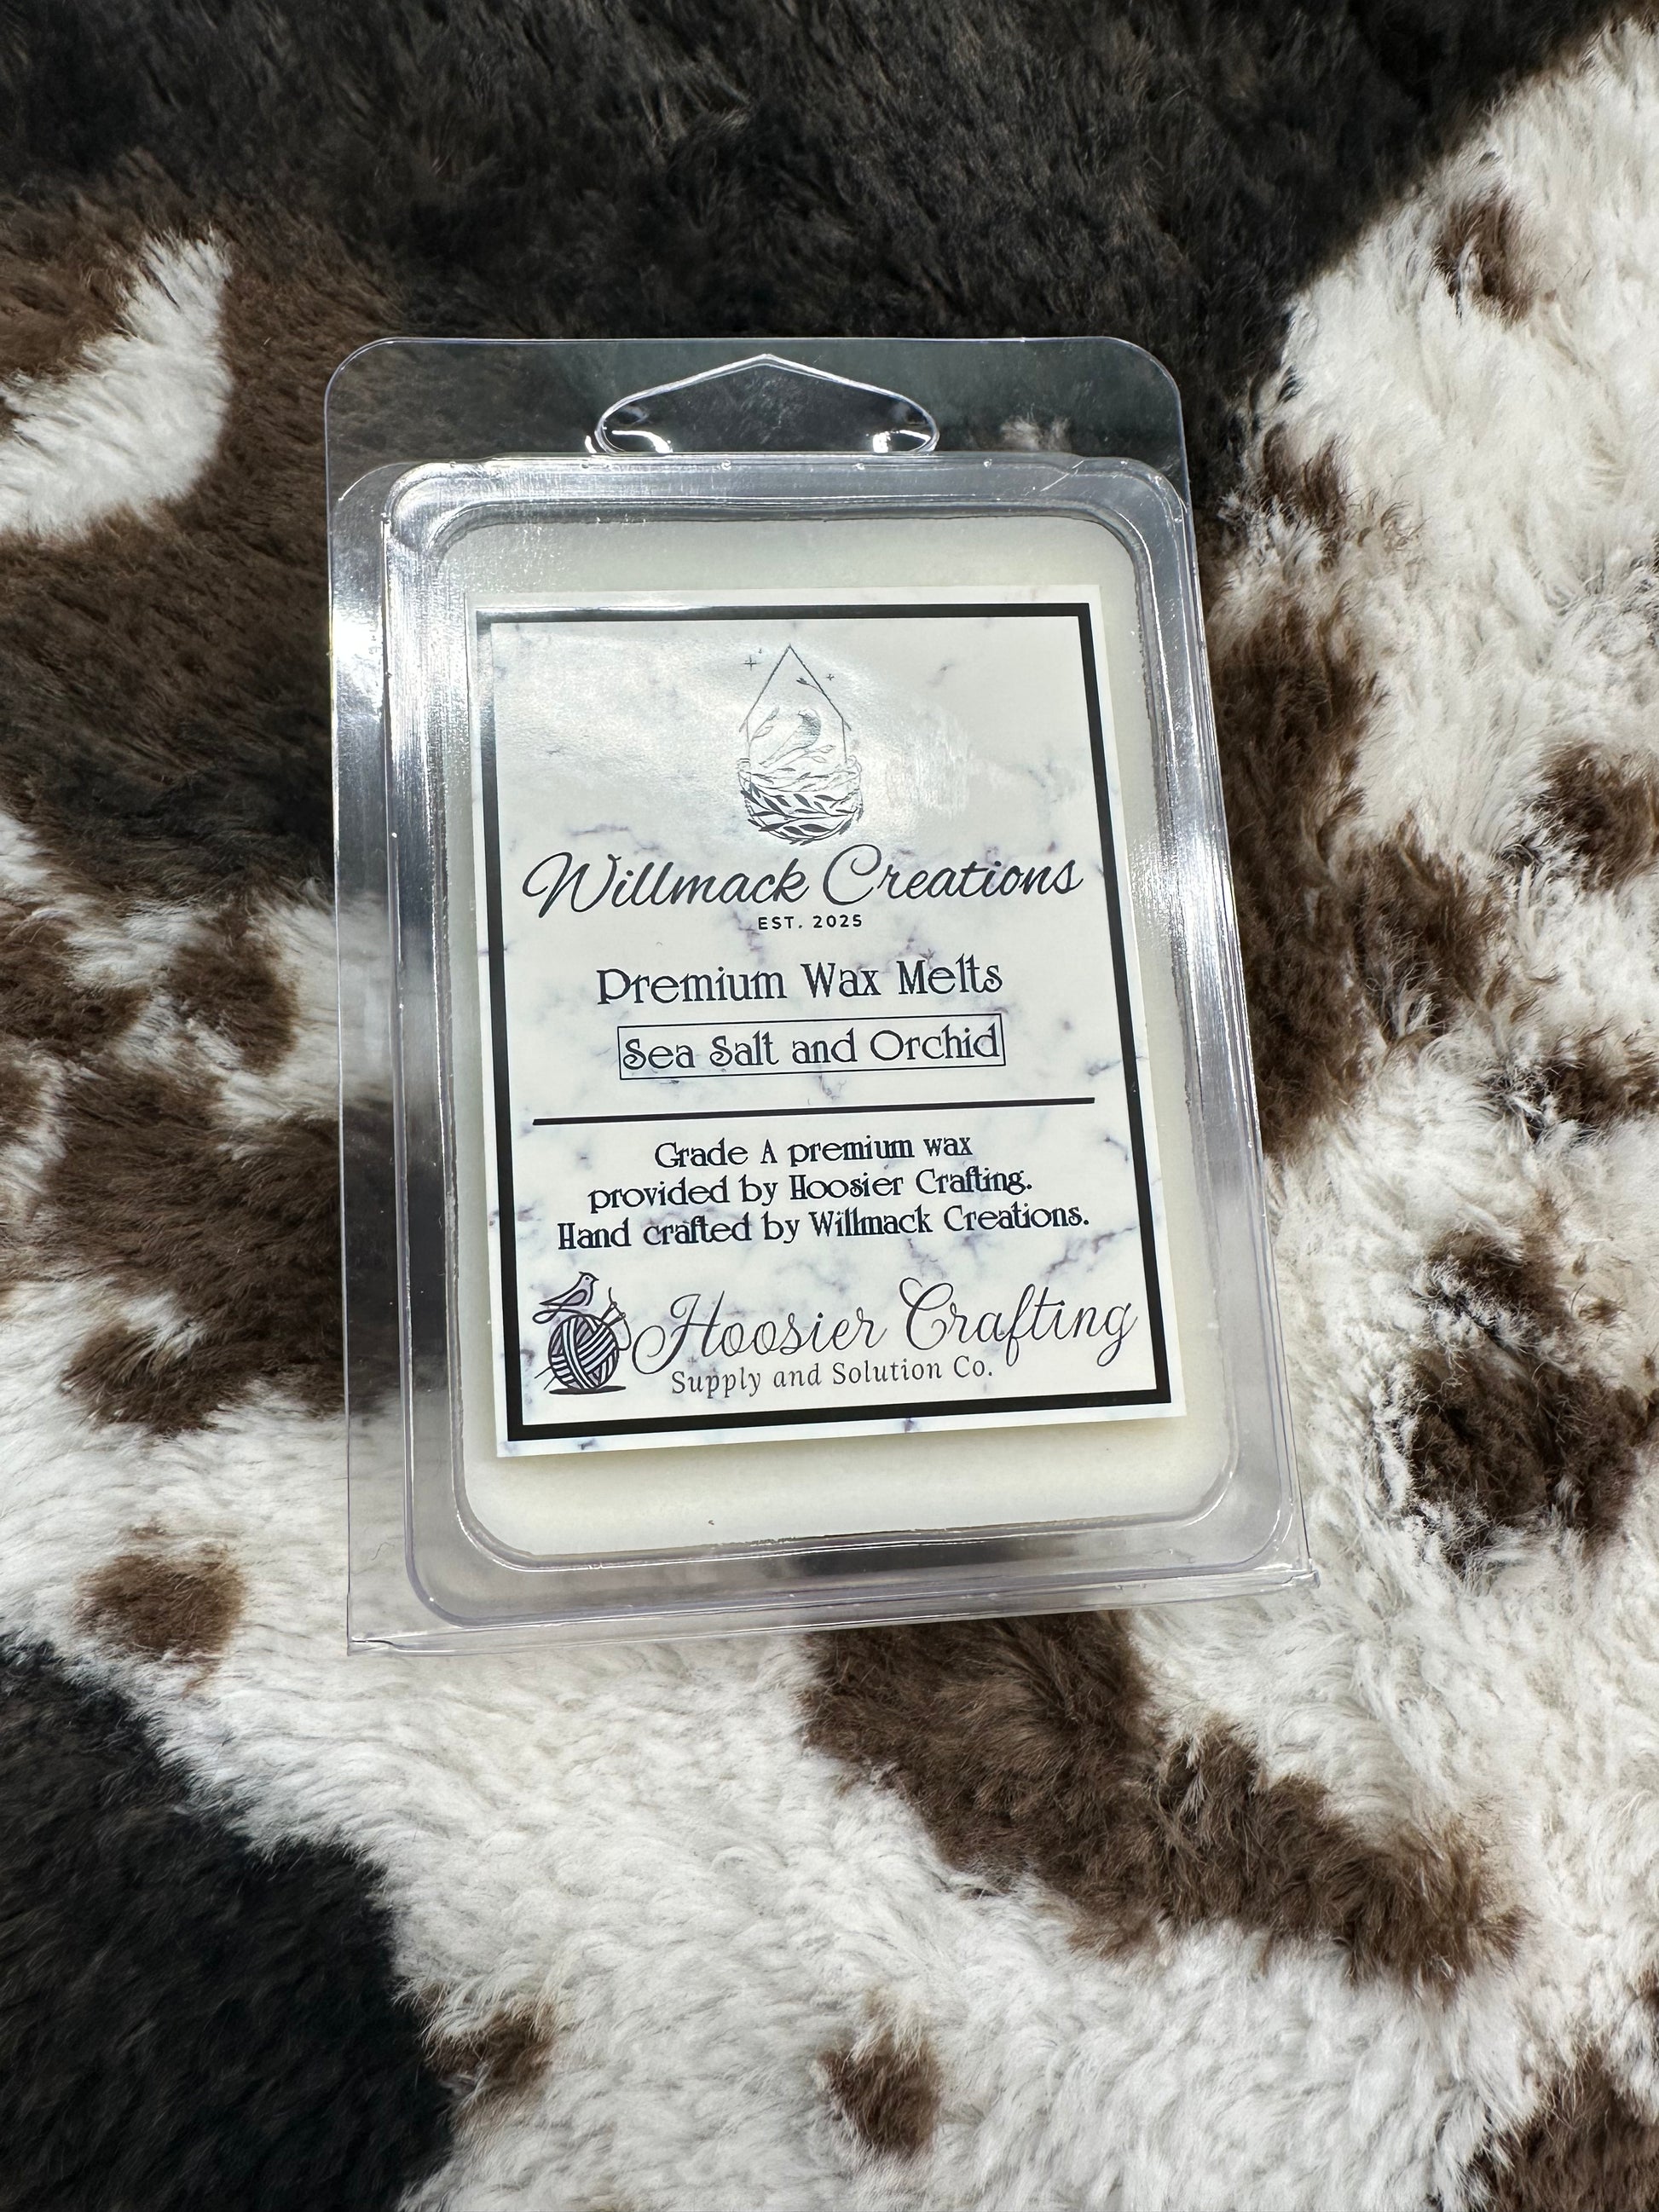 Willmack Creations
EST. 2025
Premium Wax Melts
Sea Salt and Orchid
Grade A premium wax
provided by Hoosier Crafting.
Hand crafted by Willmack Creations.
Hoosier Crafting
Supply and Solution Co.